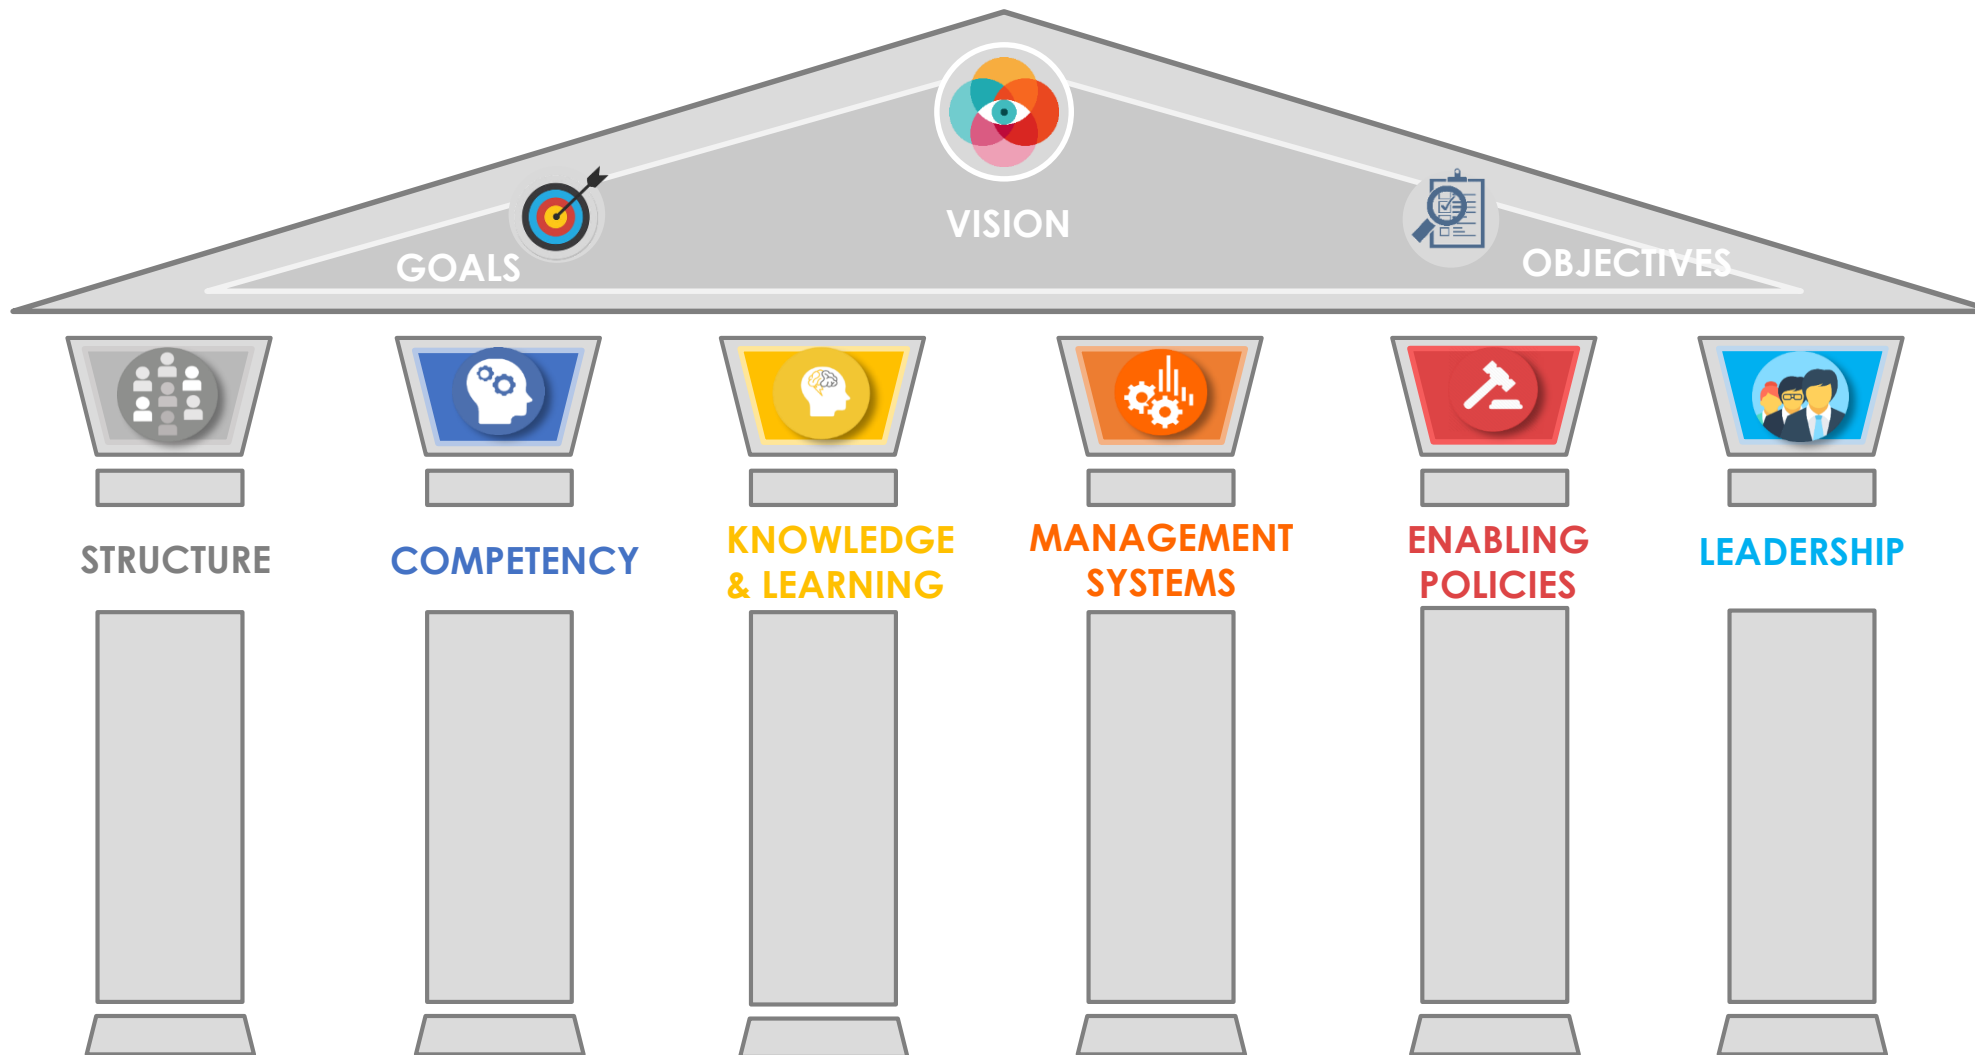 VISION
GOALS
OBJECTIVES
STRUCTURE
COMPETENCY
KNOWLEDGE
& LEARNING
MANAGEMENT
SYSTEMS
ENABLING
POLICIES
LEADERSHIP